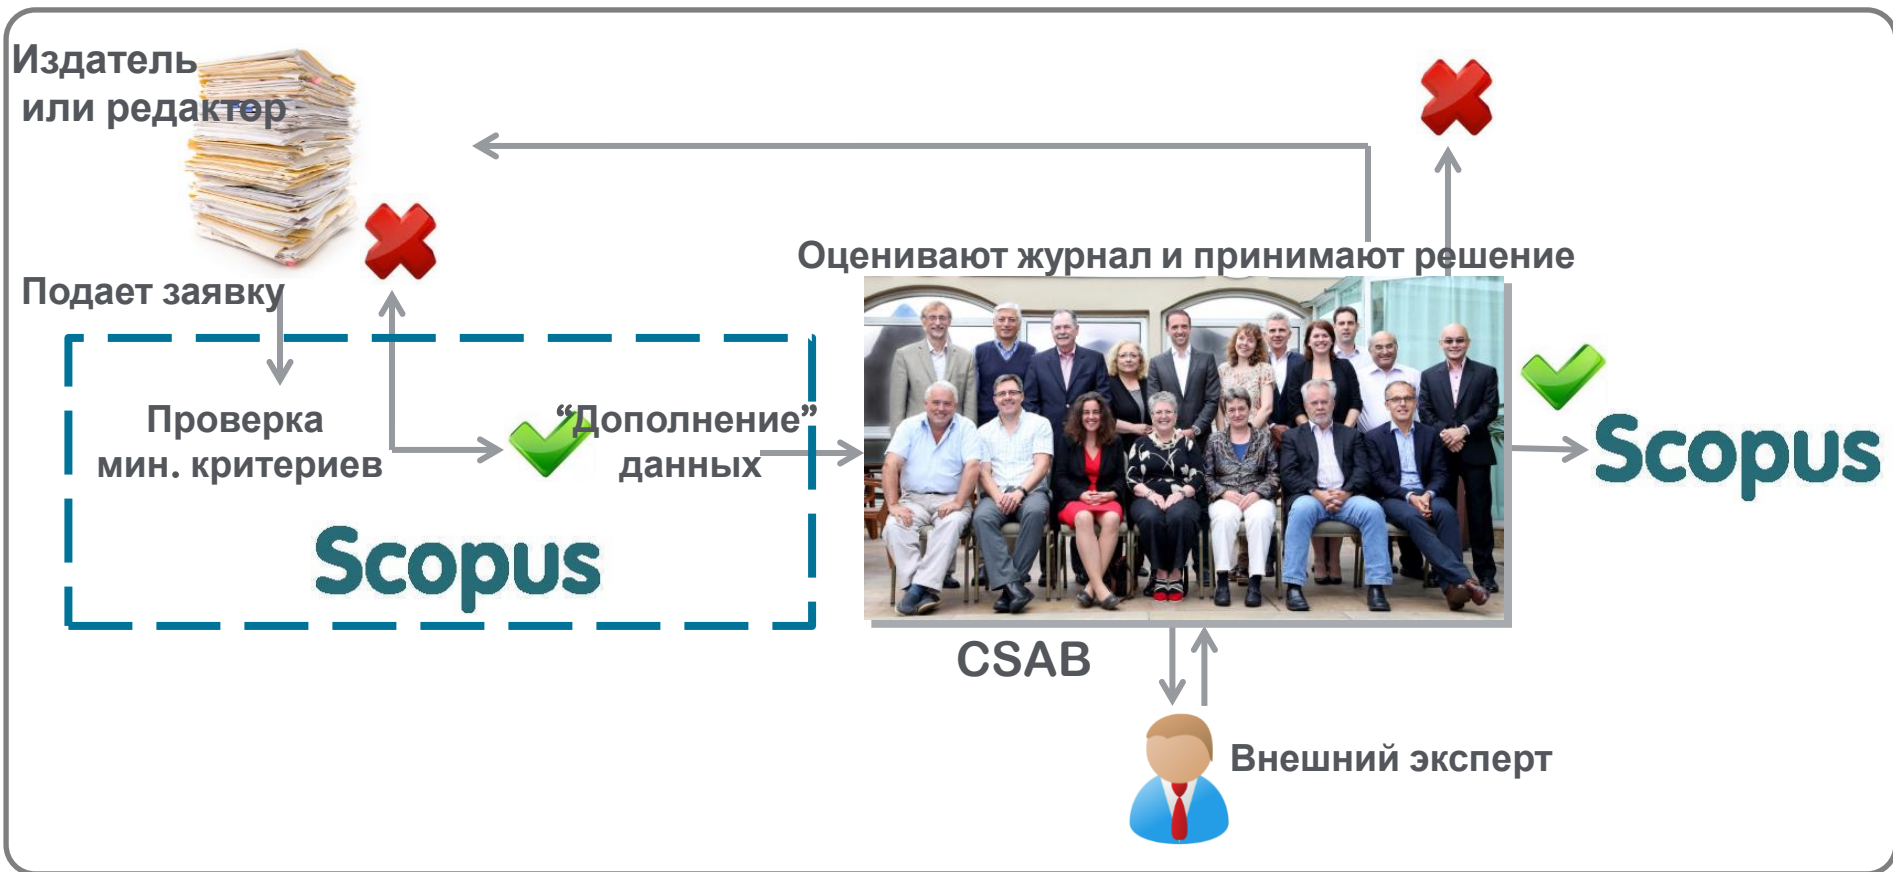 Издатель
или редактор
Подает заявку
Проверка
мин. критериев
“Дополнение”
данных
Scopus
Оценивают журнал и принимают решение
CSAB
Внешний эксперт
Scopus